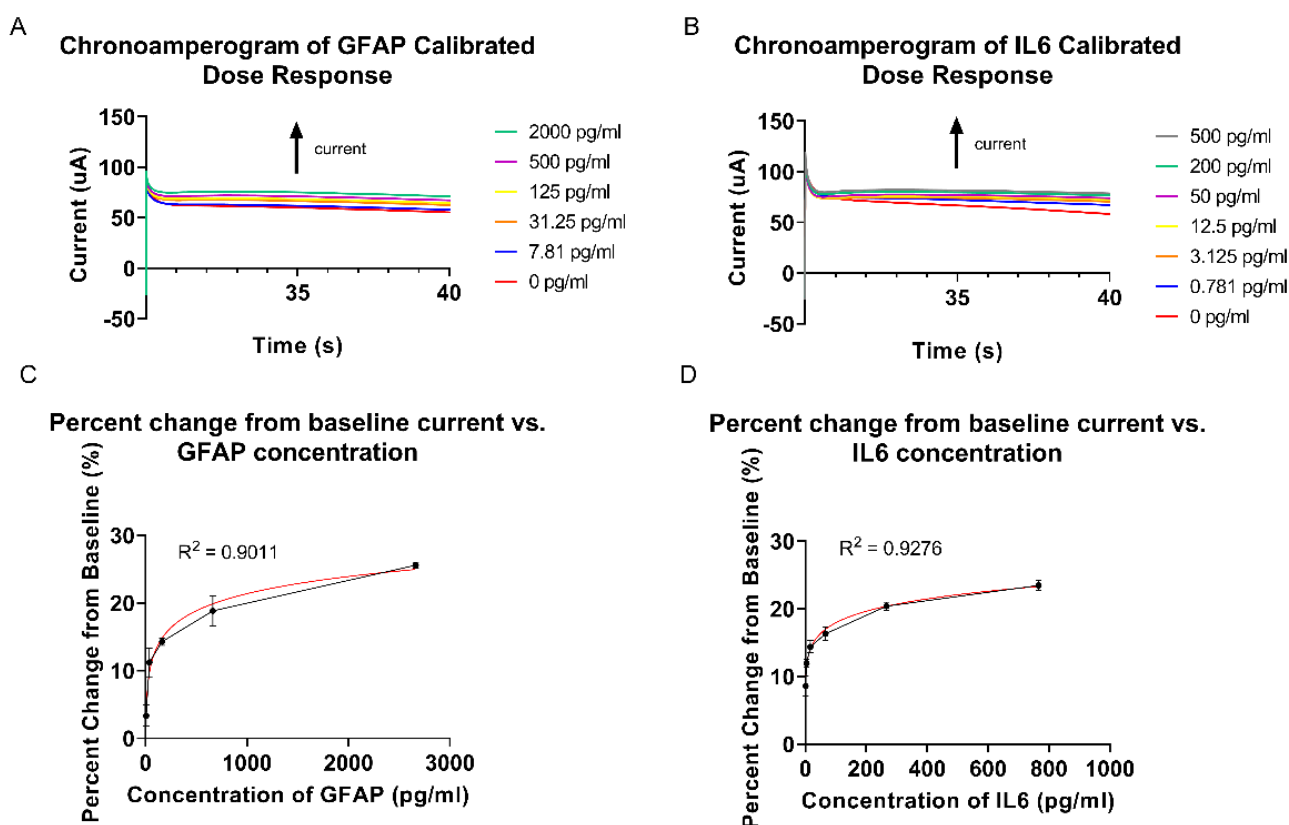 A
Chronoamperogram of GFAP Calibrated
Dose Response
Current (uA)
150
100
50
0
-50
35
40
Time (s)
current
2000 pg/ml
500 pg/ml
125 pg/ml
31.25 pg/ml
7.81 pg/ml
0 pg/ml
B
Chronoamperogram of IL6 Calibrated
Dose Response
Current (uA)
150
100
50
0
-50
35
40
Time (s)
current
500 pg/ml
200 pg/ml
50 pg/ml
12.5 pg/ml
3.125 pg/ml
0.781 pg/ml
0 pg/ml
C
Percent change from baseline current vs.
GFAP concentration
Percent Change from Baseline (%)
30
20
10
0
R² = 0.9011
0
1000
2000
3000
Concentration of GFAP (pg/ml)
D
Percent change from baseline current vs.
IL6 concentration
Percent Change from Baseline (%)
30
20
10
0
R² = 0.9276
0
200
400
600
800
1000
Concentration of IL6 (pg/ml)